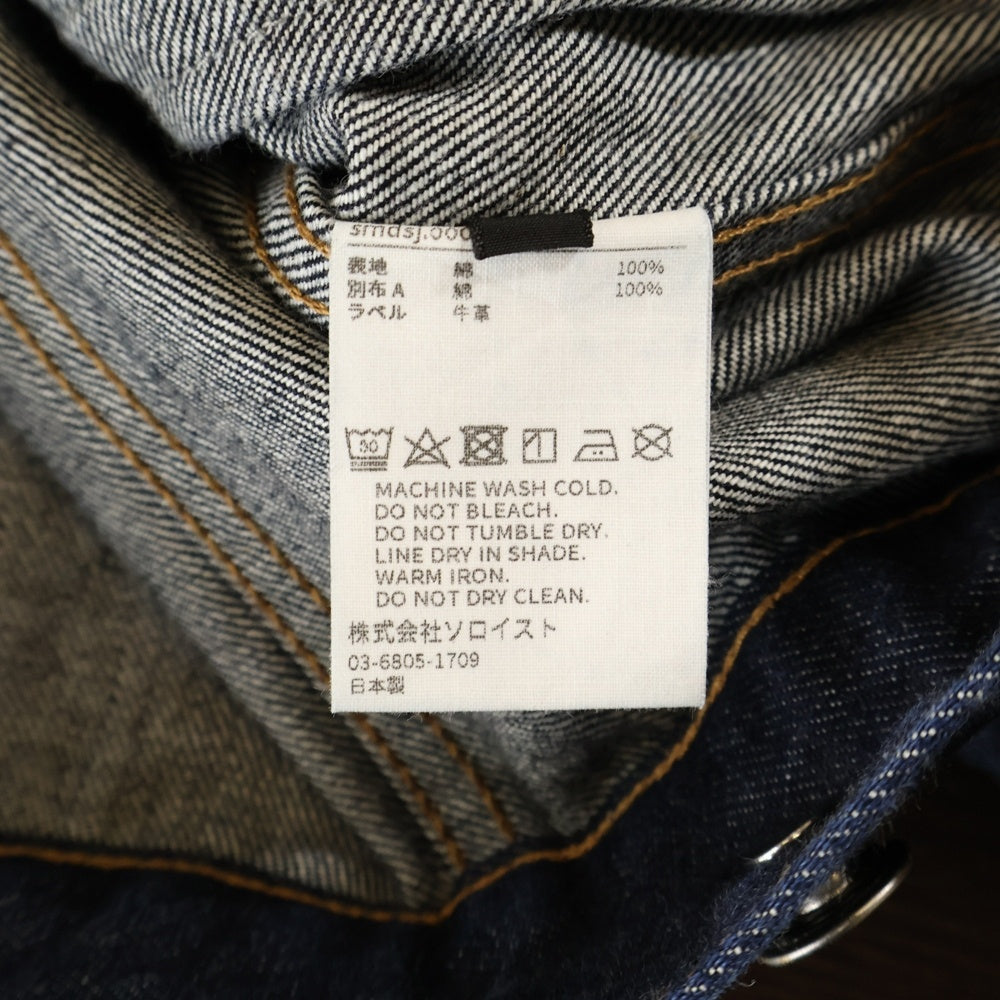 表地 綿 100%
別布A 綿 100%
ラベル 牛革
30
MACHINE WASH COLD.
DO NOT BLEACH.
DO NOT TUMBLE DRY.
LINE DRY IN SHADE.
WARM IRON.
DO NOT DRY CLEAN.
株式会社ソロイスト
03-6805-1709
日本製